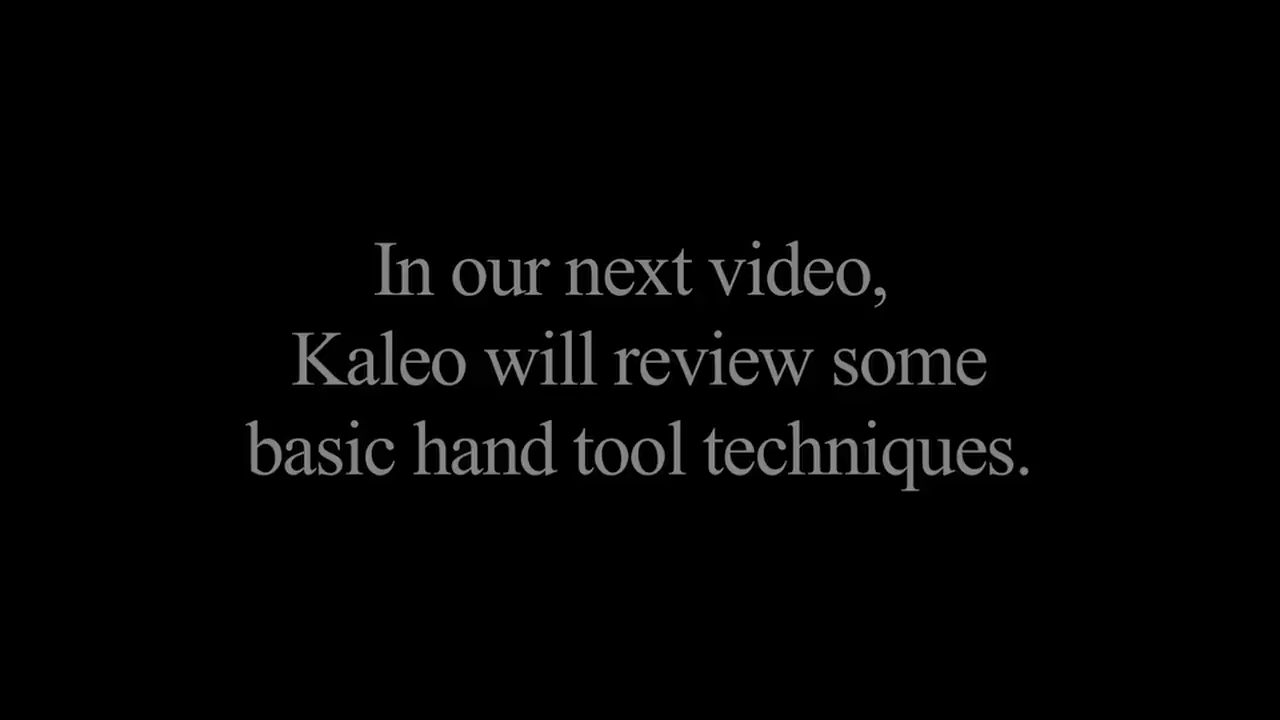 In our next video,
Kaleo will review some
basic hand tool techniques.